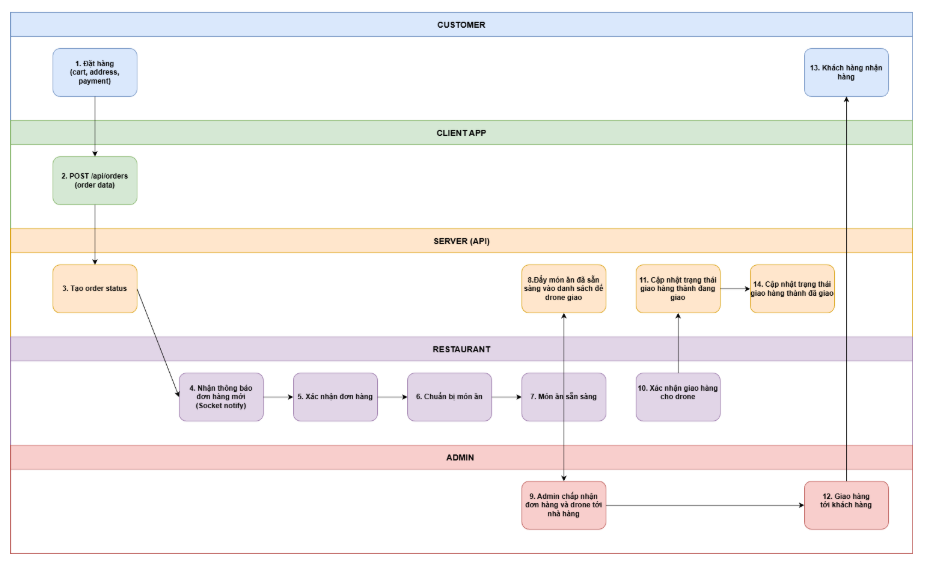 CUSTOMER
1. Đặt hàng
(cart, address,
payment)
13. Khách hàng nhận
hàng
CLIENT APP
2. POST /api/orders
(order data)
SERVER (API)
3. Tạo order status
8.Đẩy món ăn đã sẵn
sàng vào danh sách để
drone giao
11. Cập nhật trạng thái
giao hàng thành đang
giao
14. Cập nhật trạng thái
giao hàng thành đã giao
RESTAURANT
4. Nhận thông báo
đơn hàng mới
(Socket notify)
5. Xác nhận đơn hàng
6. Chuẩn bị món ăn
7. Món ăn sẵn sàng
10. Xác nhận giao hàng
cho drone
ADMIN
9. Admin chấp nhận
đơn hàng và drone tới
nhà hàng
12. Giao hàng
tới khách hàng